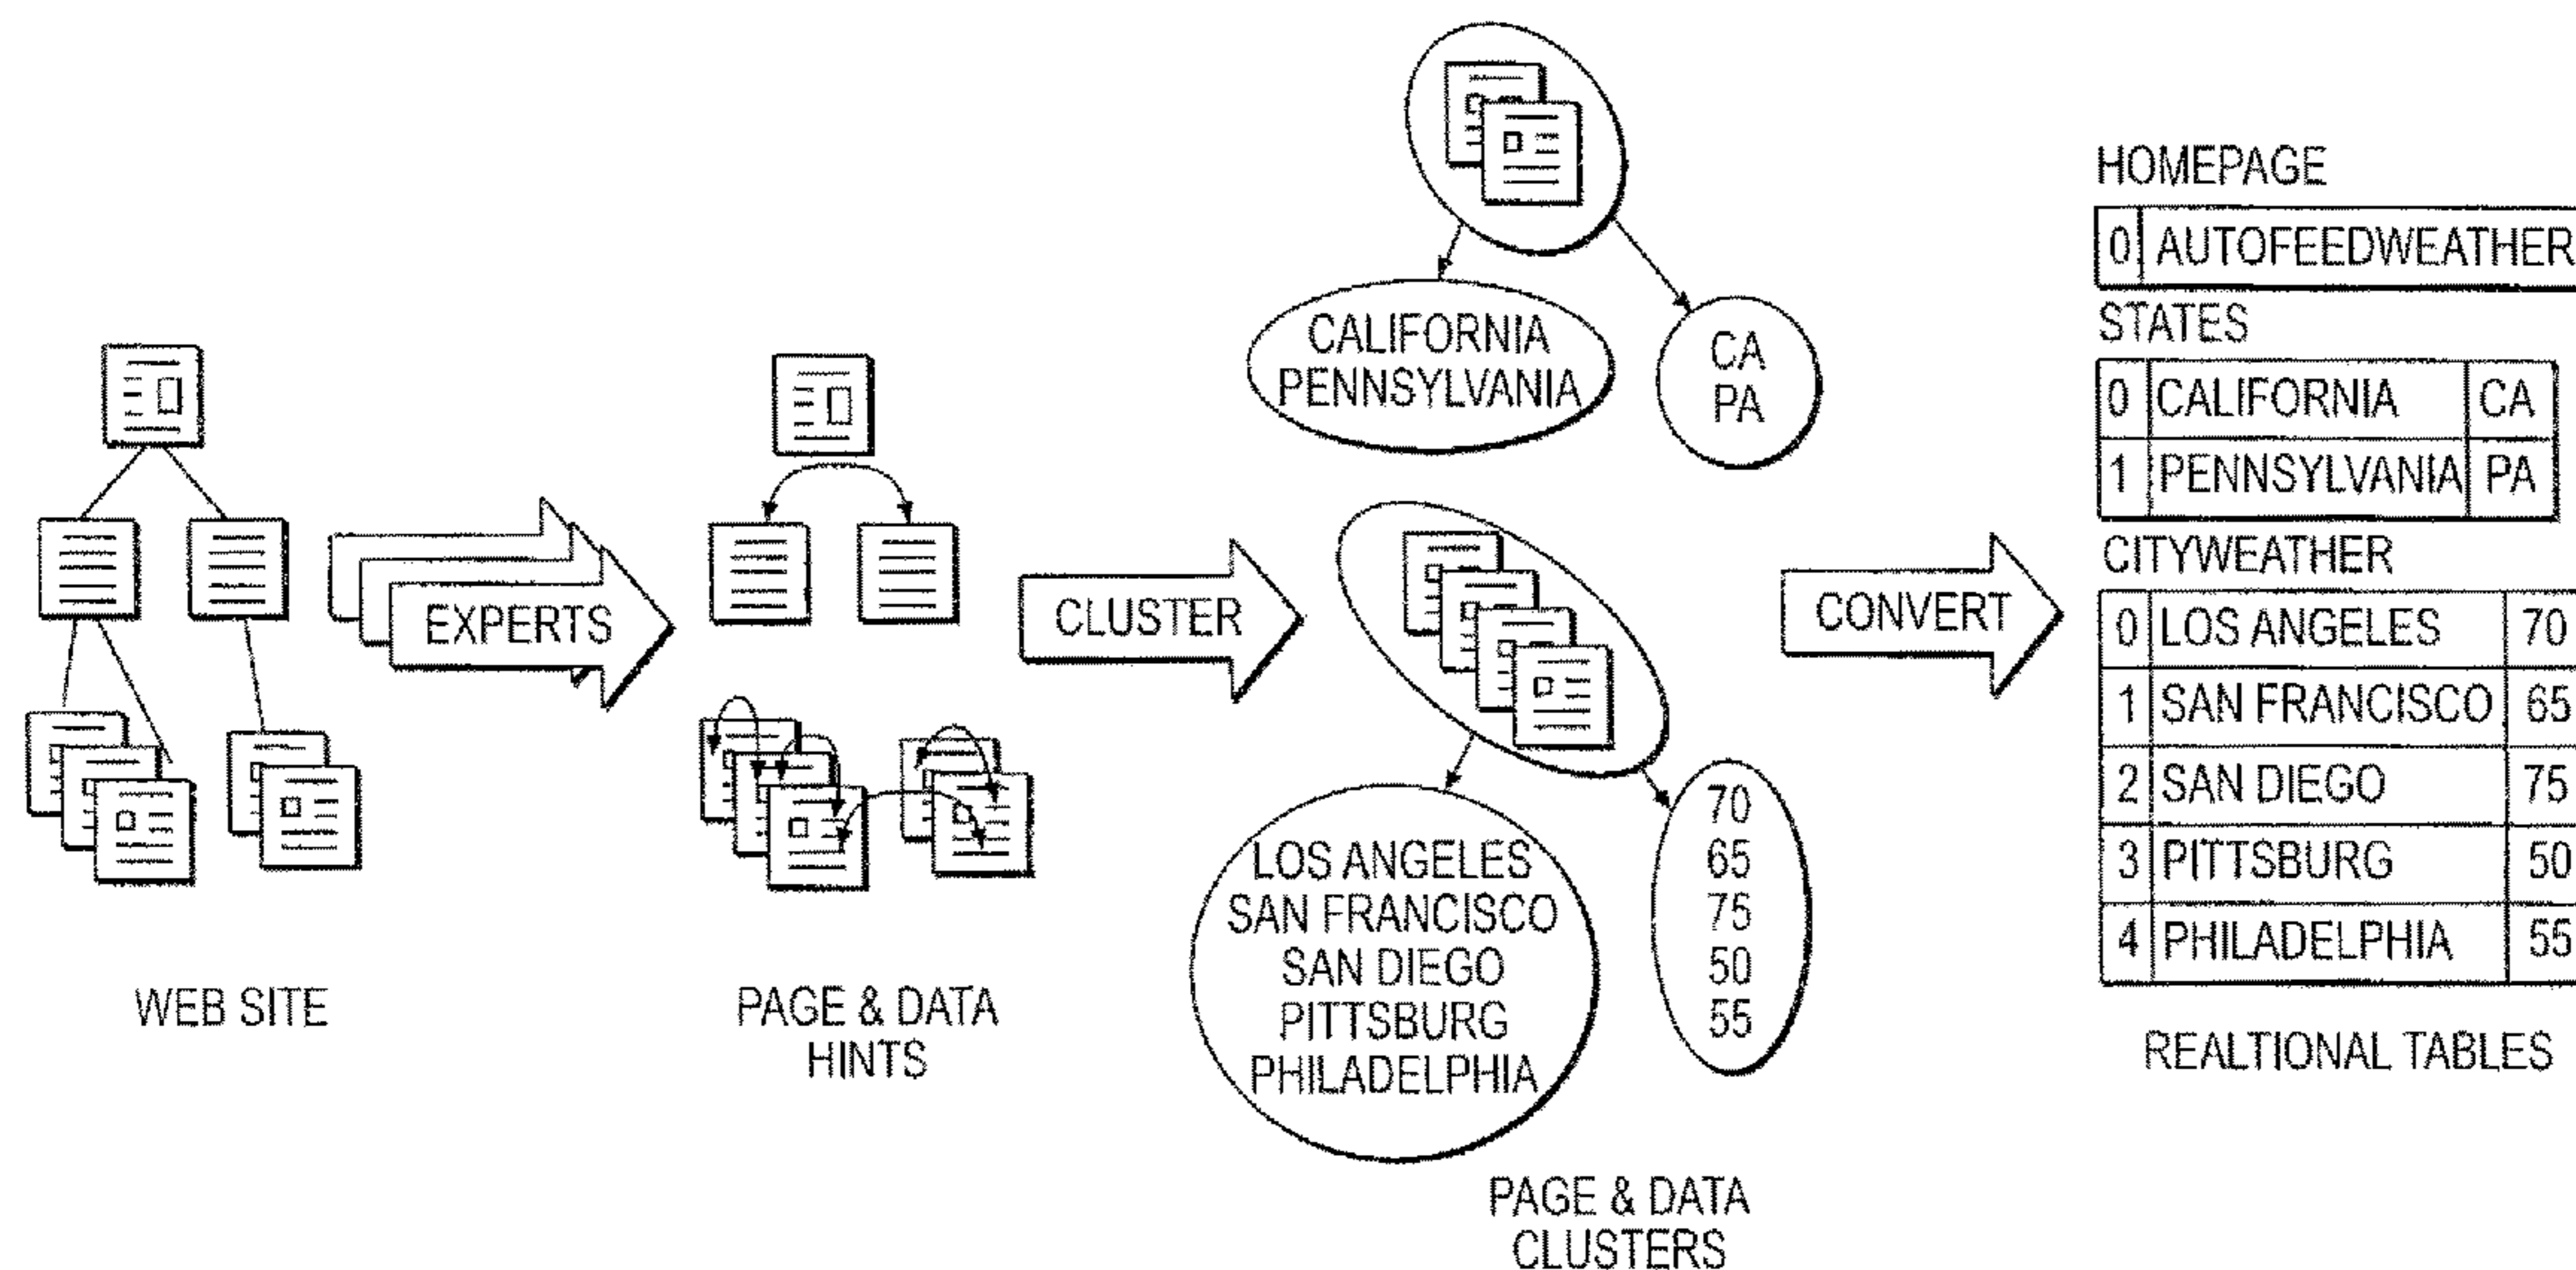 EXPERTS
WEB SITE
PAGE & DATA
HINTS
CLUSTER
CALIFORNIA
PENNSYLVANIA
CA
PA
LOS ANGELES
SAN FRANCISCO
SAN DIEGO
PITTSBURG
PHILADELPHIA
70
65
75
50
55
PAGE & DATA
CLUSTERS
CONVERT
HOMEPAGE
0 AUTOFEEDWEATHER
STATES
0 CALIFORNIA CA
1 PENNSYLVANIA PA
CITYWEATHER
0 LOS ANGELES 70
1 SAN FRANCISCO 65
2 SAN DIEGO 75
3 PITTSBURG 50
4 PHILADELPHIA 55
REALTIONAL TABLES